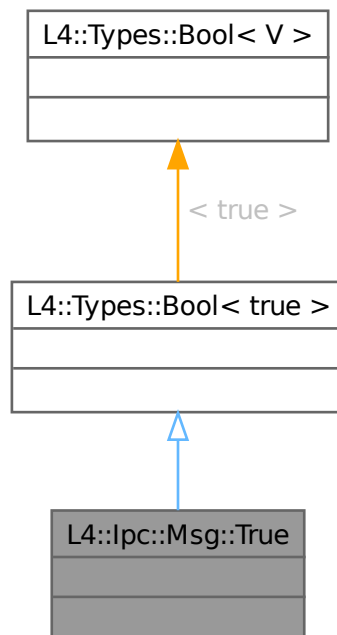 L4::Types::Bool< V >
< true >
L4::Types::Bool< true >
L4::Ipc::Msg::True